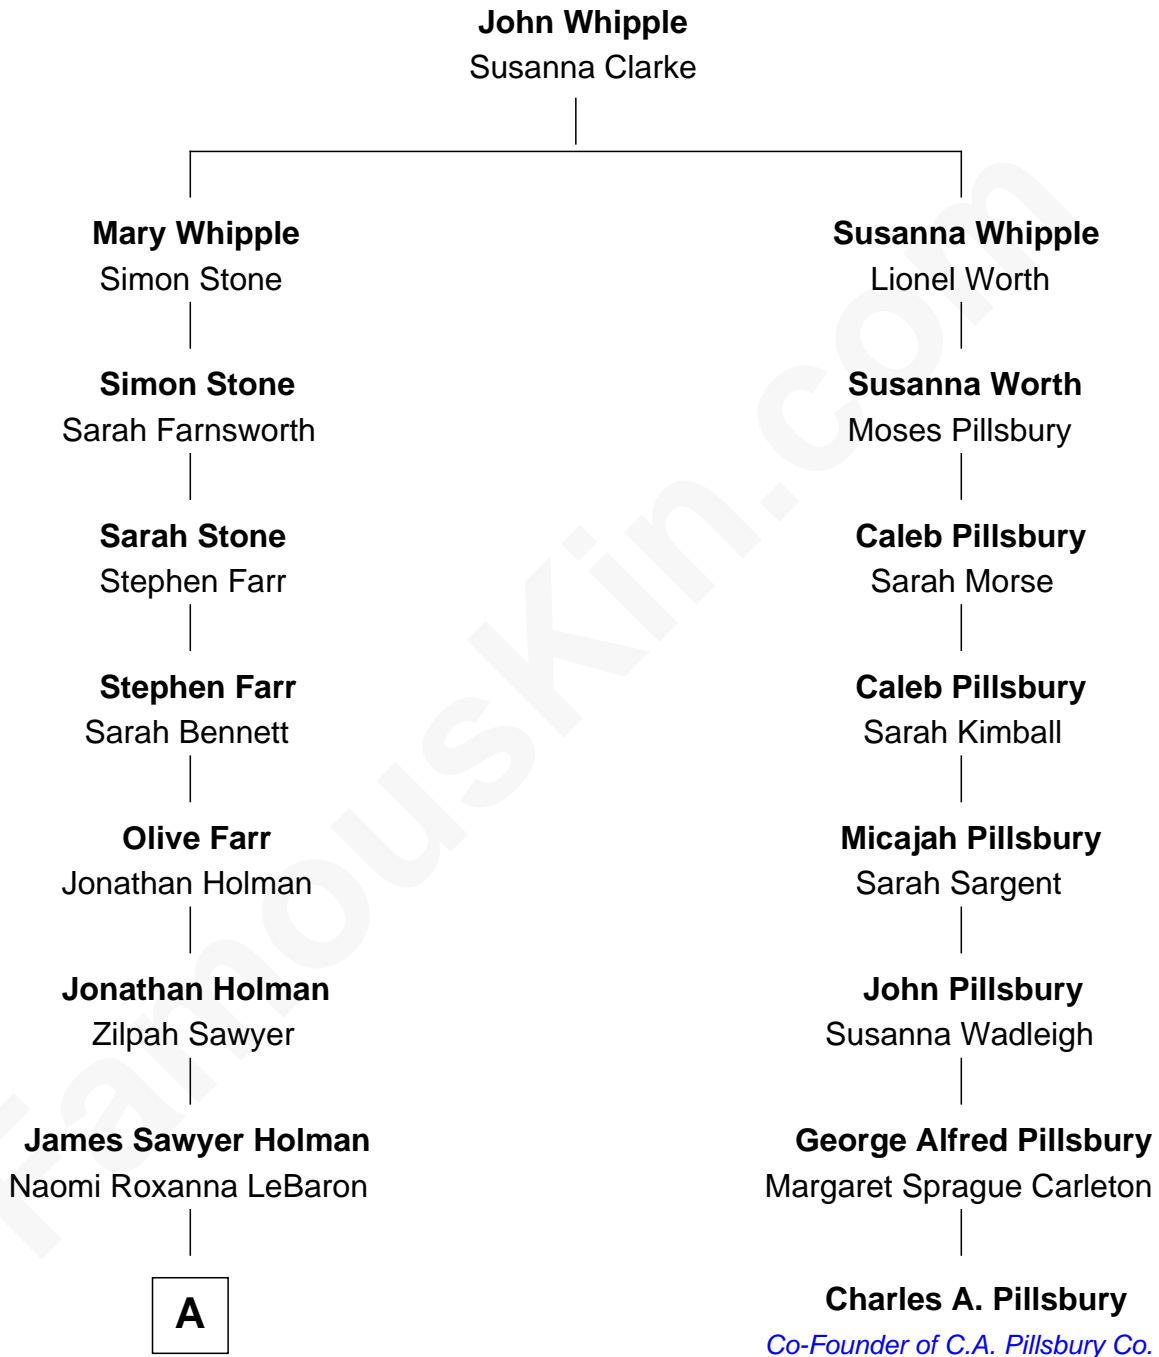 John Whipple
Susanna Clarke
Mary Whipple
Simon Stone
Susanna Whipple
Lionel Worth
Simon Stone
Sarah Farnsworth
Susanna Worth
Moses Pillsbury
Sarah Stone
Stephen Farr
Caleb Pillsbury
Sarah Morse
Stephen Farr
Sarah Bennett
Caleb Pillsbury
Sarah Kimball
Olive Farr
Jonathan Holman
Micajah Pillsbury
Sarah Sargent
Jonathan Holman
Zilpah Sawyer
John Pillsbury
Susanna Wadleigh
James Sawyer Holman
Naomi Roxanna LeBaron
George Alfred Pillsbury
Margaret Sprague Carleton
A
Charles A. Pillsbury
Co-Founder of C.A. Pillsbury Co.
FamousKin.com